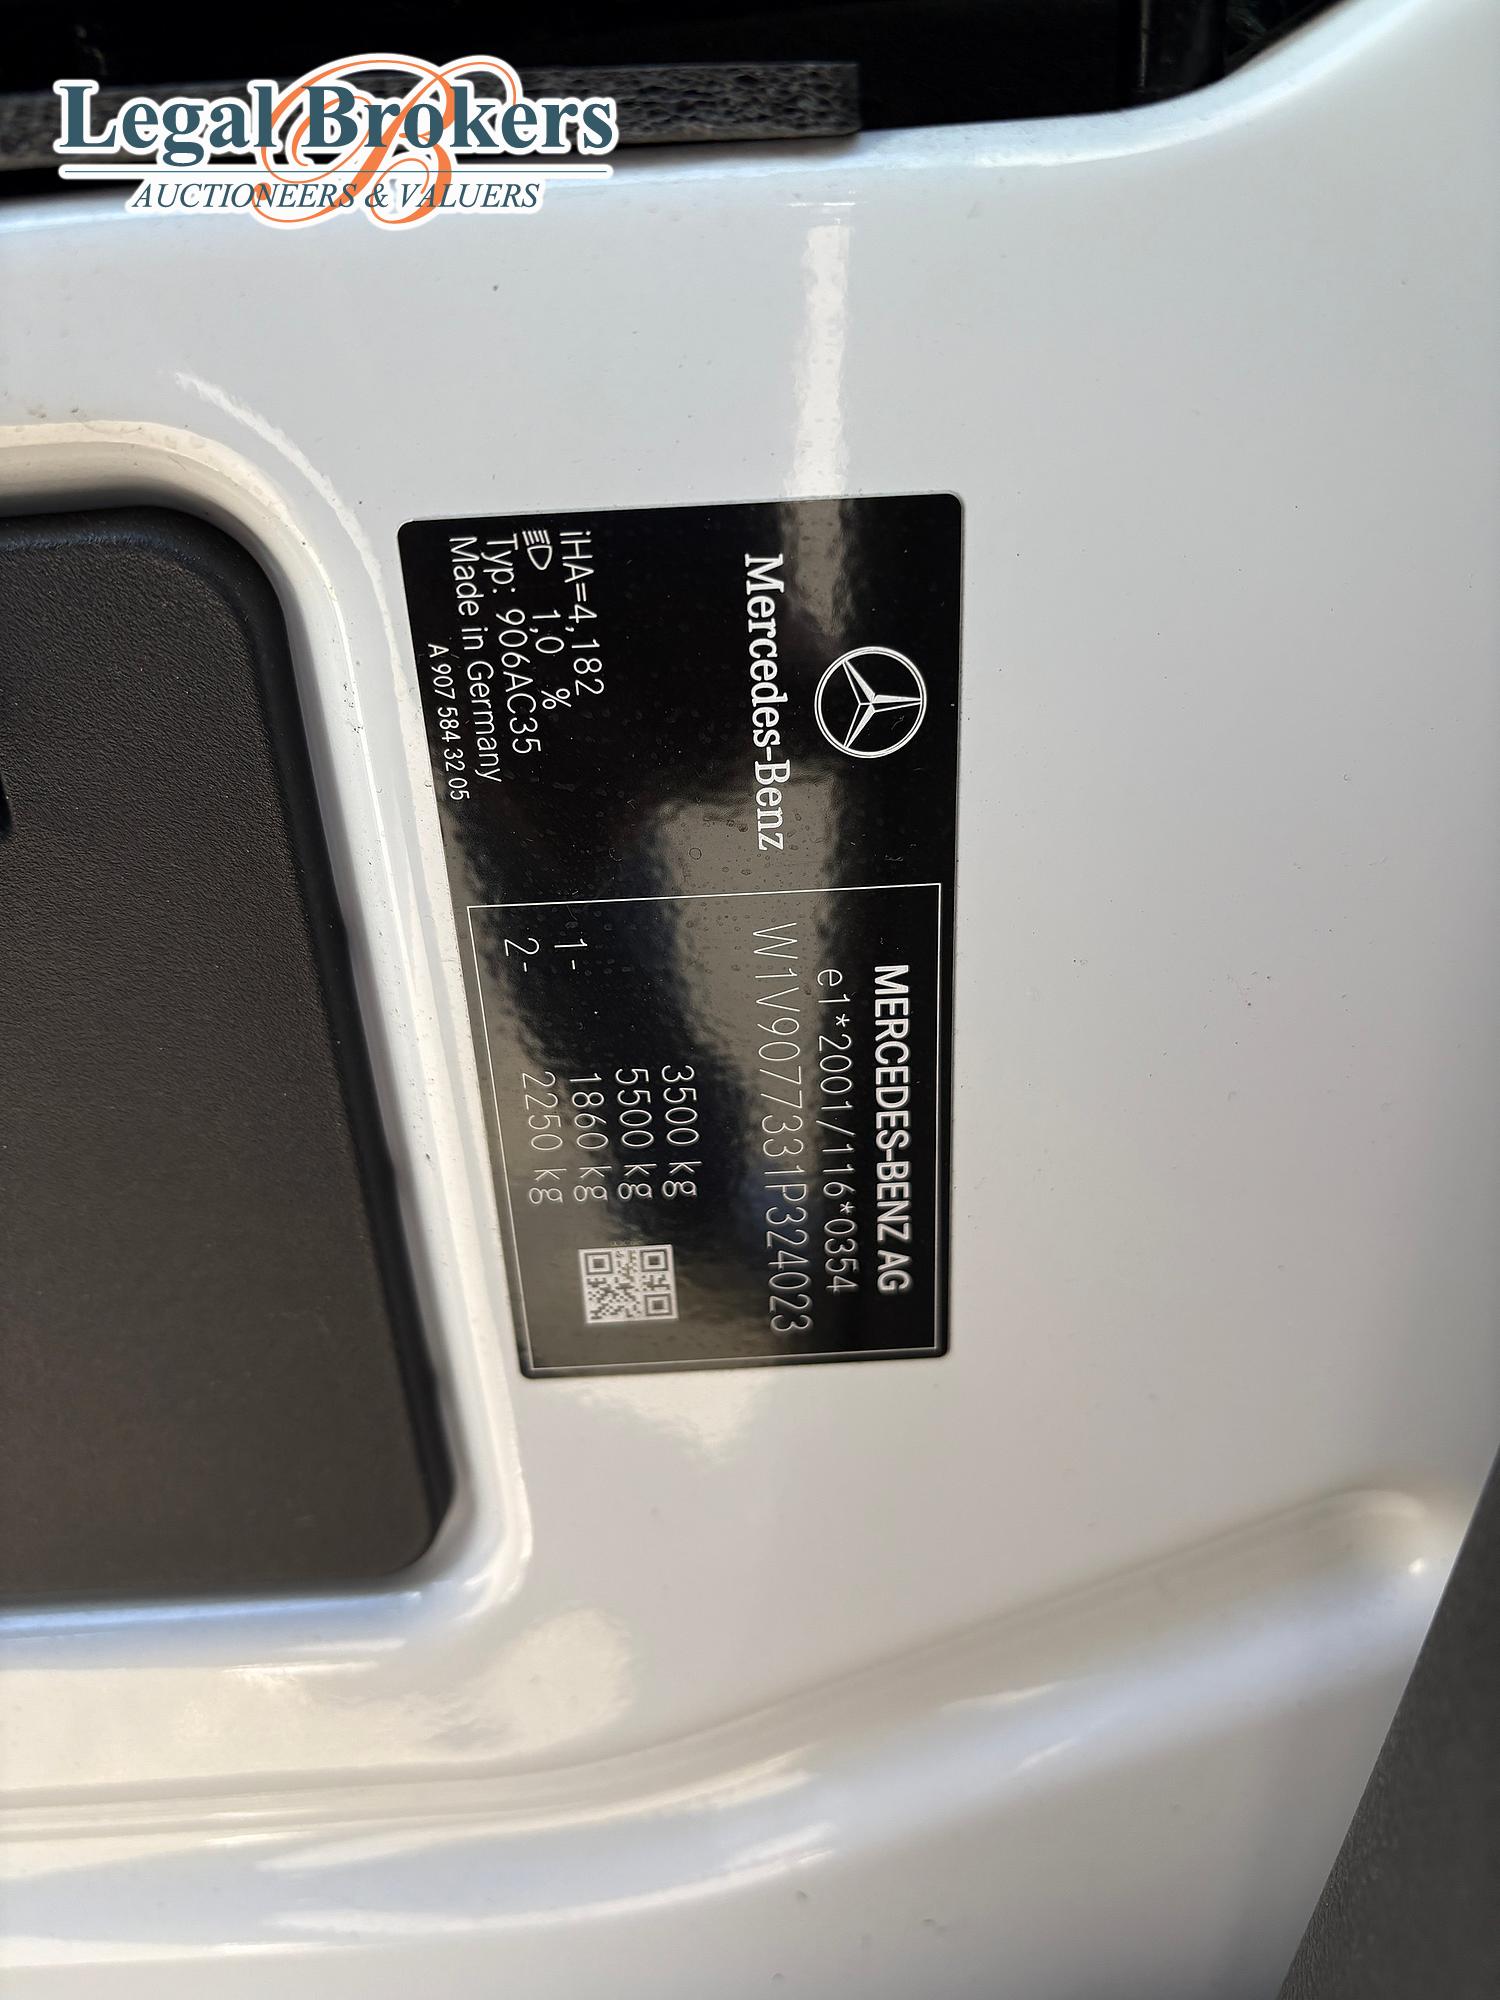 Legal Brokers
AUCTIONEERS & VALUERS
Mercedes-Benz
iHA=4,182
1,0 %
Typ: 906AC35
Made in Germany
A 907 584 32 05
MERCEDES-BENZ AG
e1*2001/116*0354
W1V9077331P324023
3500 kg
5500 kg
1- 1860 kg
2- 2250 kg